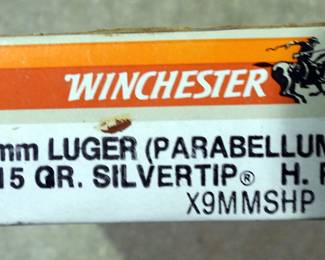 WINCHESTER
mm LUGER (PARABELLUM
15 GR. SILVERTIP® H. P
X9MMSHP